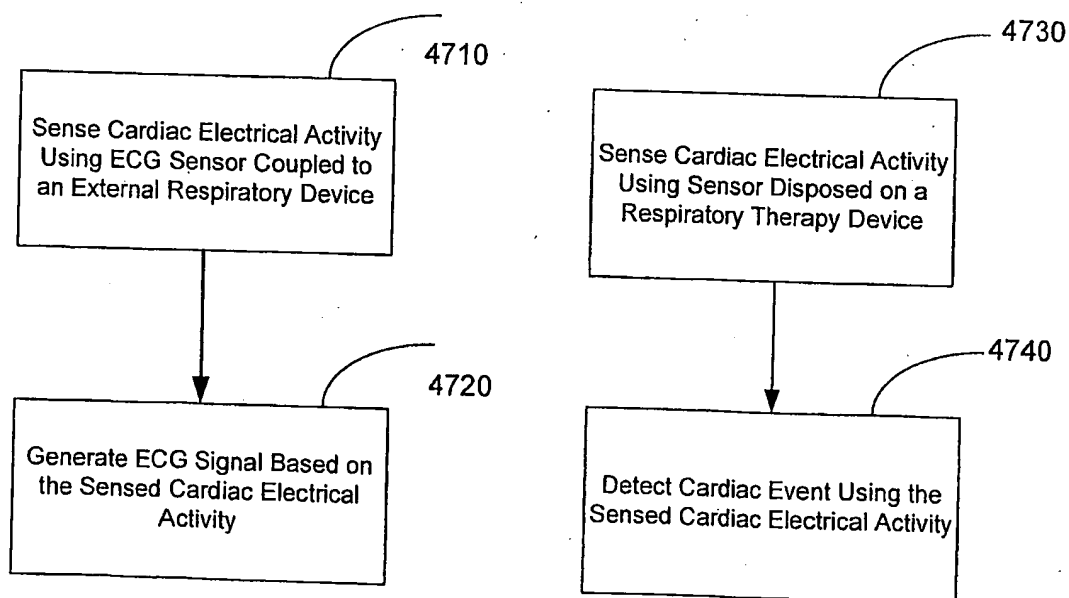 4710
Sense Cardiac Electrical Activity
Using ECG Sensor Coupled to
an External Respiratory Device
4720
Generate ECG Signal Based on
the Sensed Cardiac Electrical
Activity
4730
Sense Cardiac Electrical Activity
Using Sensor Disposed on a
Respiratory Therapy Device
4740
Detect Cardiac Event Using the
Sensed Cardiac Electrical Activity